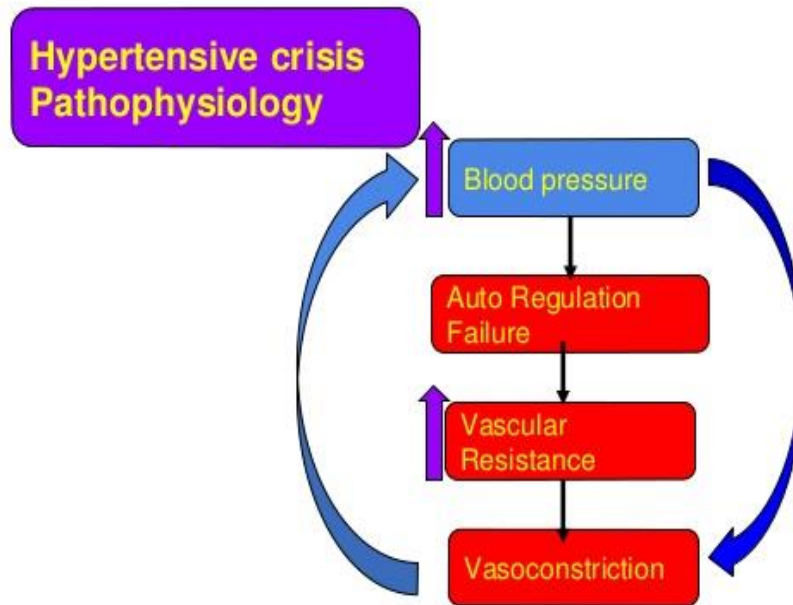 Hypertensive crisis
Pathophysiology
Blood pressure
Auto Regulation
Failure
Vascular
Resistance
Vasoconstriction